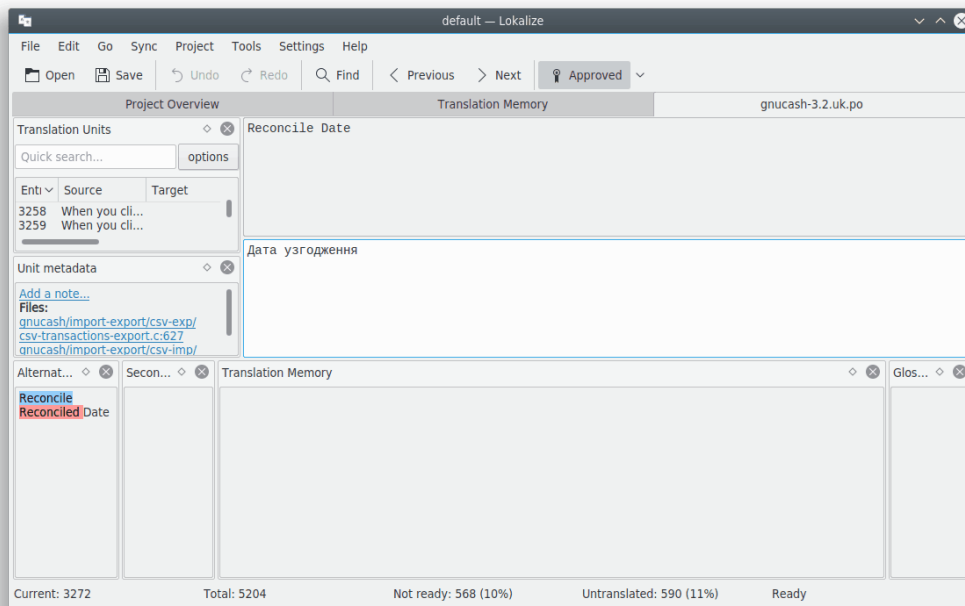 default — Lokalize
File Edit Go Sync Project Tools Settings Help
Open Save Undo Redo Find Previous Next Approved
Project Overview Translation Memory gnucash-3.2.uk.po
Translation Units
Quick search... options
Entı Source Target
3258 When you cli...
3259 When you cli...
Unit metadata
Add a note...
Files:
gnucash/import-export/csv-exp/
csv-transactions-export.c:627
gnucash/import-export/csv-imp/
Reconcile Date
Дата узгодження
Alternat... Secon... Translation Memory Glos...
Reconcile
Reconciled Date
Current: 3272 Total: 5204 Not ready: 568 (10%) Untranslated: 590 (11%) Ready